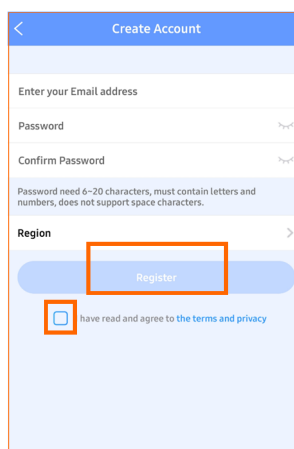 Create Account
Enter your Email address
Password
Confirm Password
Password need 6-20 characters, must contain letters and
numbers, does not support space characters.
Region
Register
have read and agree to the terms and privacy